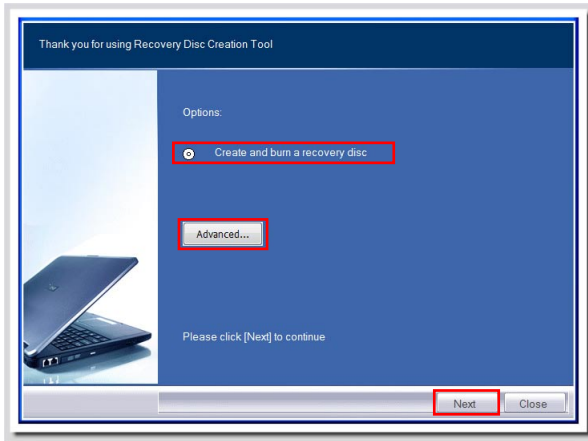 Thank you for using Recovery Disc Creation Tool
Options:
Create and burn a recovery disc
Advanced...
Please click [Next] to continue
Next
Close